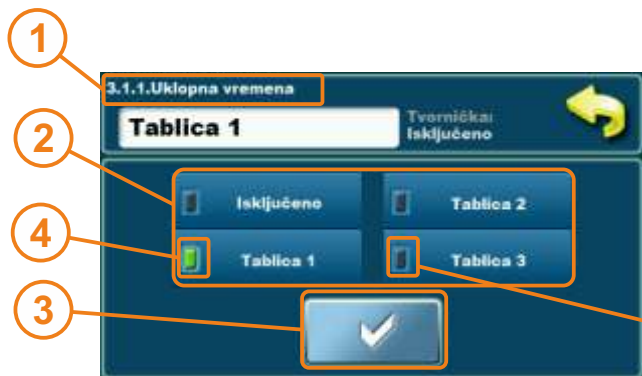 1
3.1.1.Uklopna vremena
Tablica 1
Tvornička:
Isključeno
2
Isključeno
Tablica 2
4
Tablica 1
Tablica 3
3